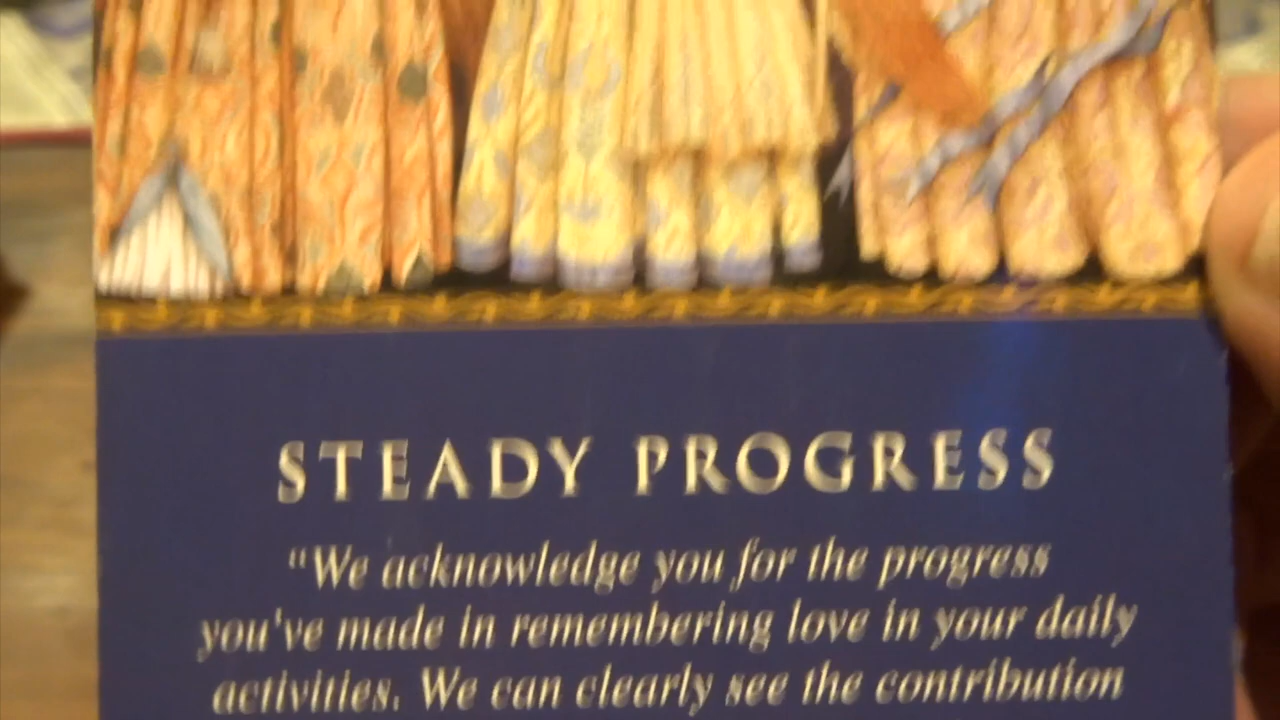 STEADY PROGRESS
"We acknowledge you for the progress
you've made in remembering love in your daily
activities. We can clearly see the contribution